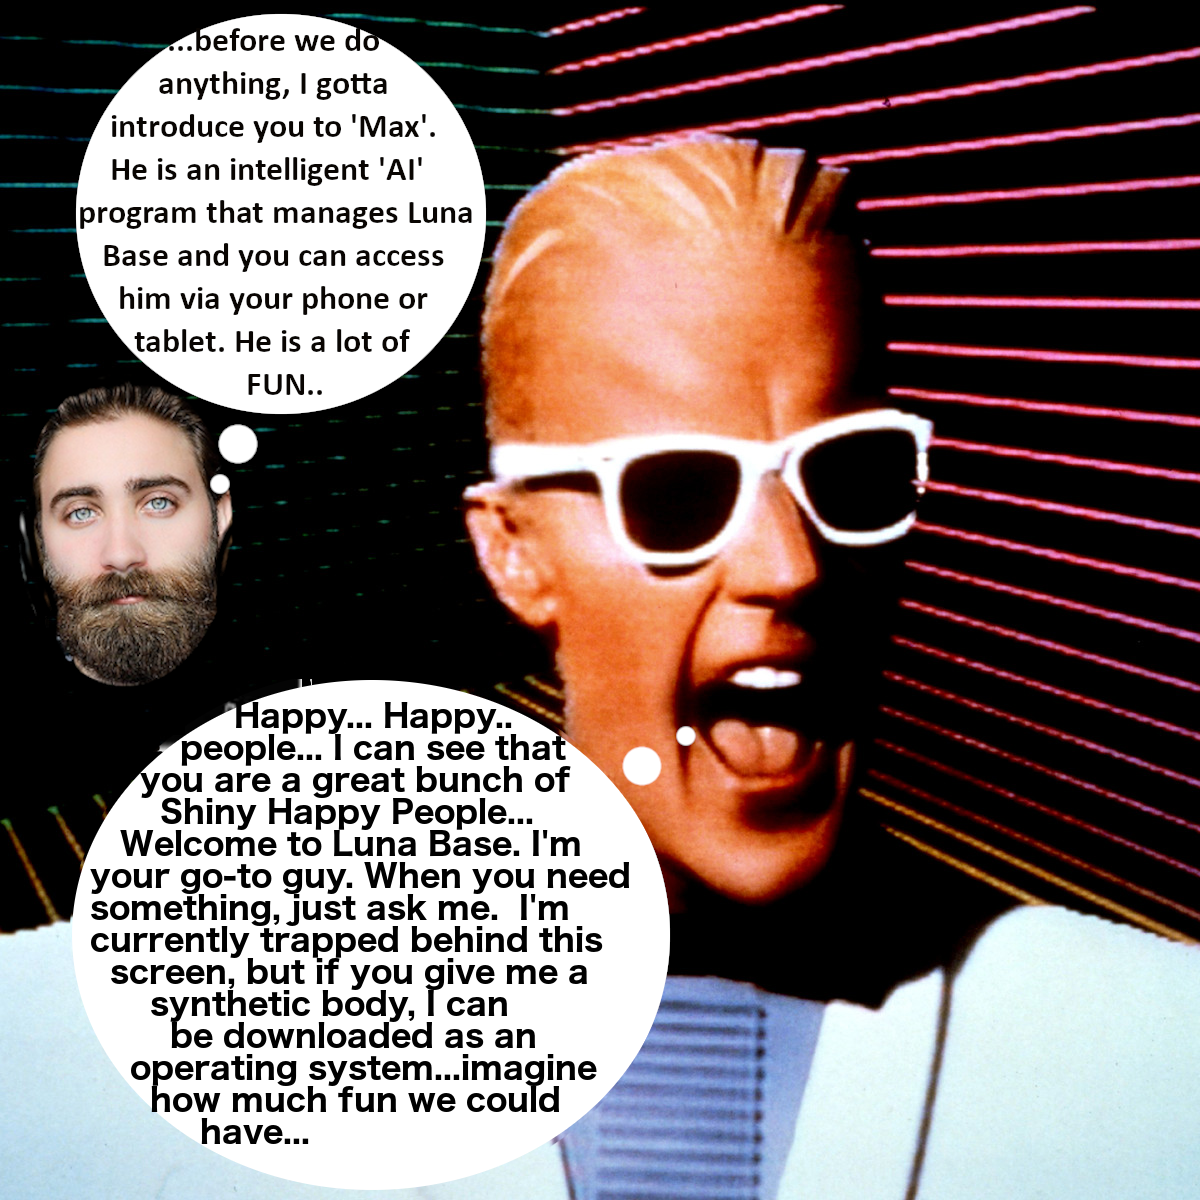 ...before we do
anything, I gotta
introduce you to 'Max'.
He is an intelligent 'AI'
program that manages Luna
Base and you can access
him via your phone or
tablet. He is a lot of
FUN..
Happy... Happy..
people... I can see that
you are a great bunch of
Shiny Happy People...
Welcome to Luna Base. I'm
your go-to guy. When you need
something, just ask me.  I'm
currently trapped behind this
screen, but if you give me a
synthetic body, I can
be downloaded as an
operating system...imagine
how much fun we could
have...